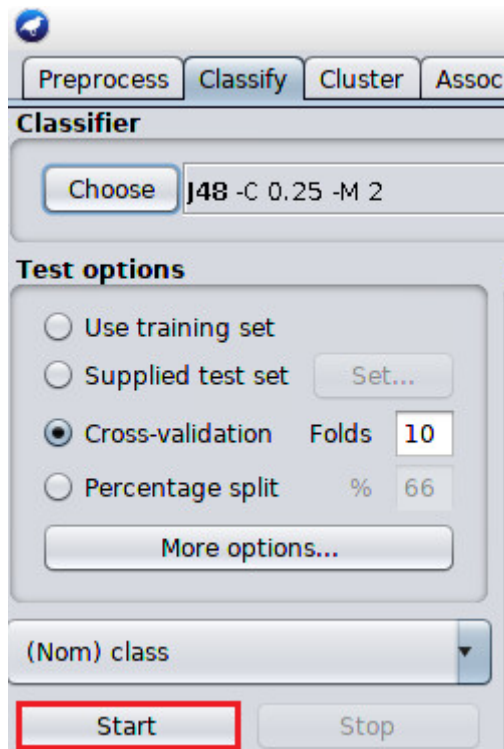 Preprocess Classify Cluster Assoc
Classifier
Choose J48 -C 0.25 -M 2
Test options
Use training set
Supplied test set Set...
Cross-validation Folds 10
Percentage split % 66
More options...
(Nom) class
Start Stop